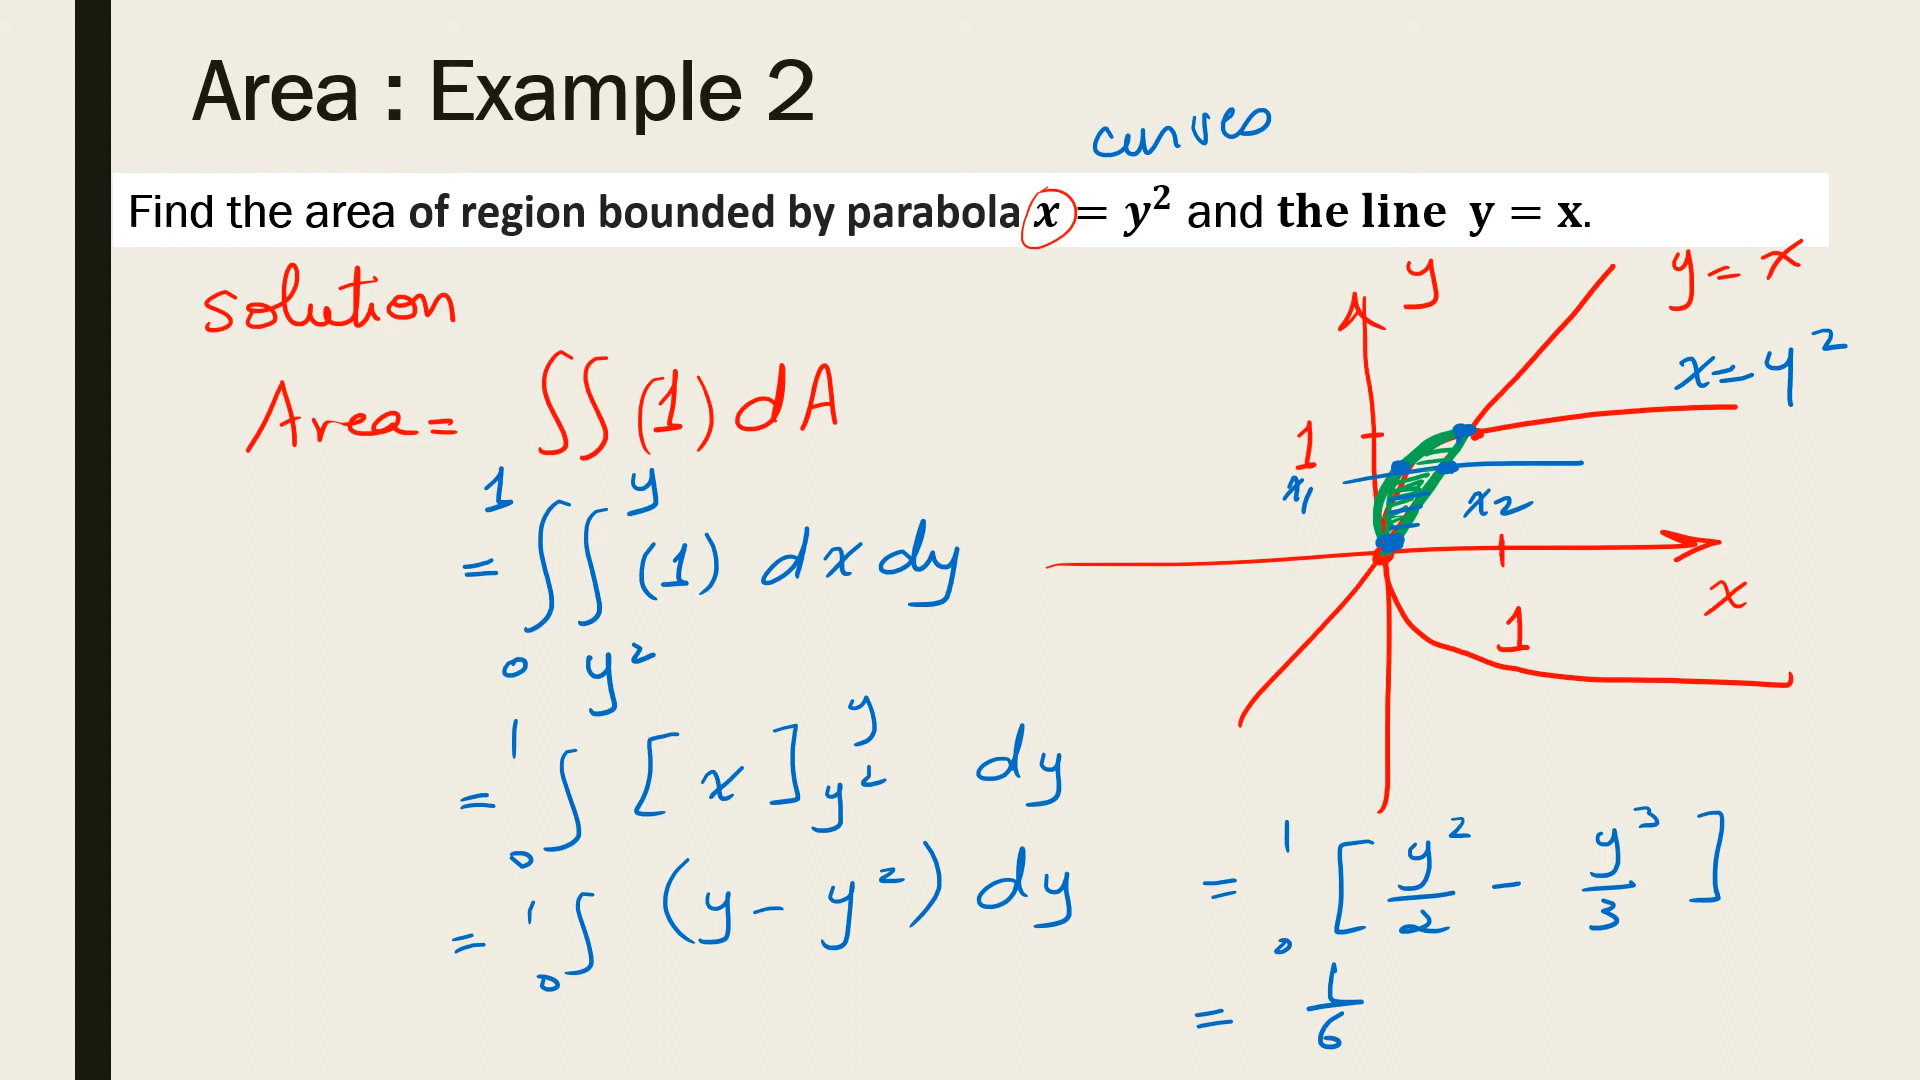 Area : Example 2
curves
Find the area of region bounded by parabola x = y² and the line y = x.
solution
Area = ∫∫ (1) dA
= ∫₀¹ ∫_{y²}^{y} (1) dx dy
= ∫₀¹ [x]_{y²}^{y} dy
= ∫₀¹ (y - y²) dy
y
y = x
x = y²
1
x₁
x₂
x
1
= ₀¹ [y²/2 - y³/3]
= 1/6